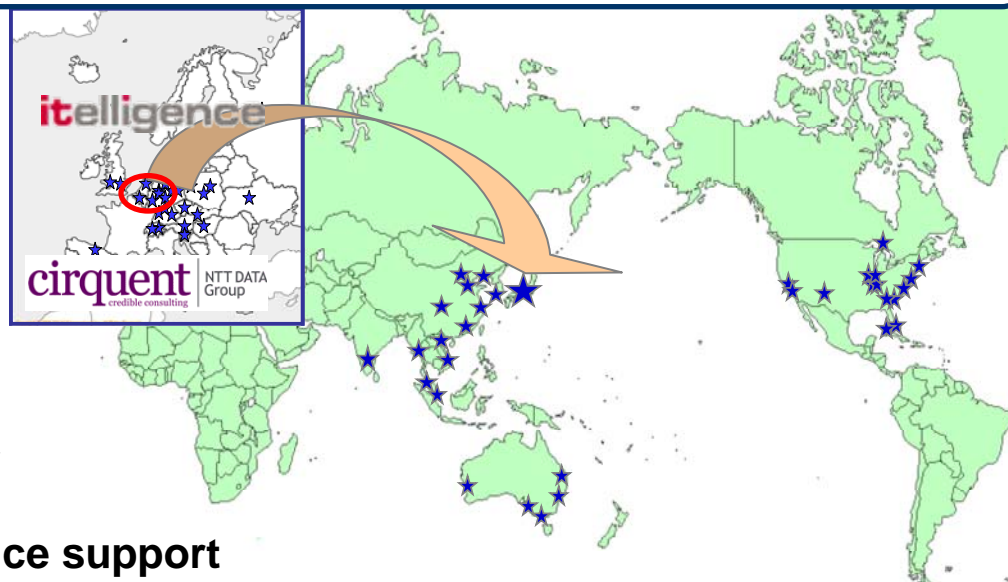 itelligence
cirquent
credible consulting
NTT DATA
Group
ce support